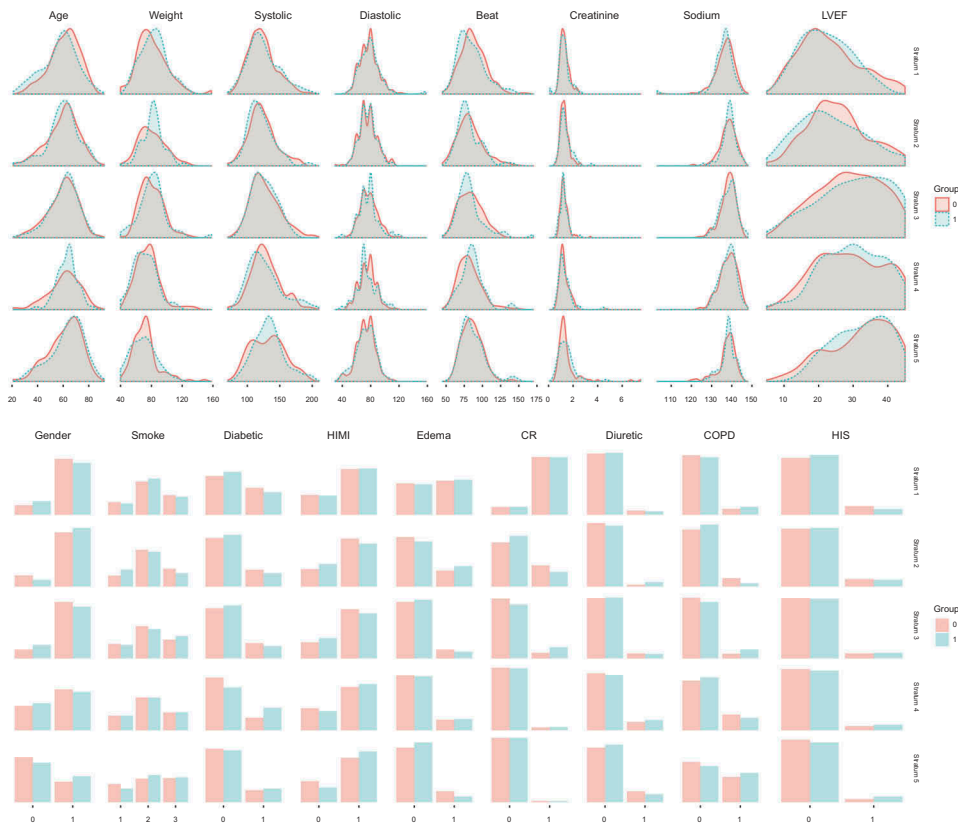 Age Weight Systolic Diastolic Beat Creatinine Sodium LVEF
Stratum 1
Stratum 2
Stratum 3
Stratum 4
Stratum 5
Group
0
1
20 40 60 80 40 80 120 160 100 150 200 40 80 120 160 50 75 100 125 150 175 0 2 4 6 110 120 130 140 150 10 20 30 40
Gender Smoke Diabetic HIMI Edema CR Diuretic COPD HIS
Stratum 1
Stratum 2
Stratum 3
Stratum 4
Stratum 5
Group
0
1
0 1 1 2 3 0 1 0 1 0 1 0 1 0 1 0 1 0 1